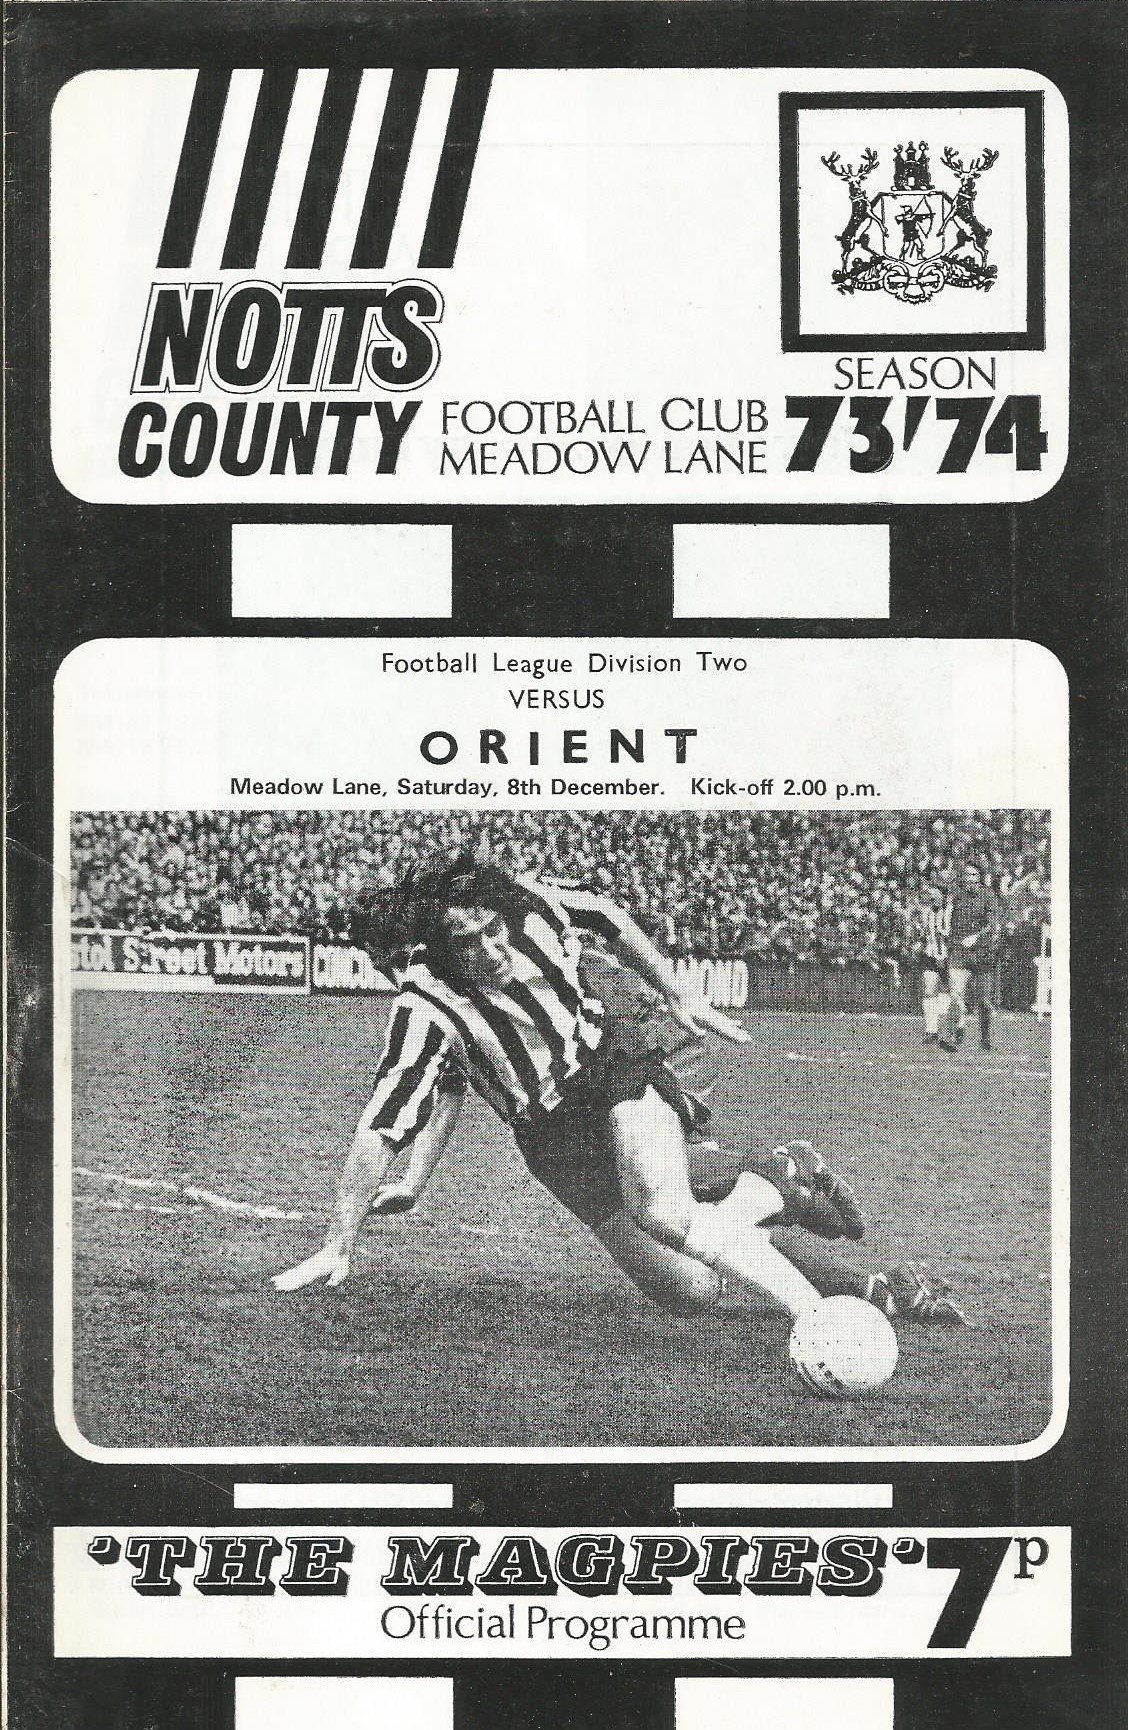 NOTTS
COUNTY
FOOTBALL CLUB
MEADOW LANE
SEASON
73/'74
Football League Division Two
VERSUS
ORIENT
Meadow Lane, Saturday, 8th December. Kick-off 2.00 p.m.
Street Motors
'THE MAGPIES'
Official Programme
7p